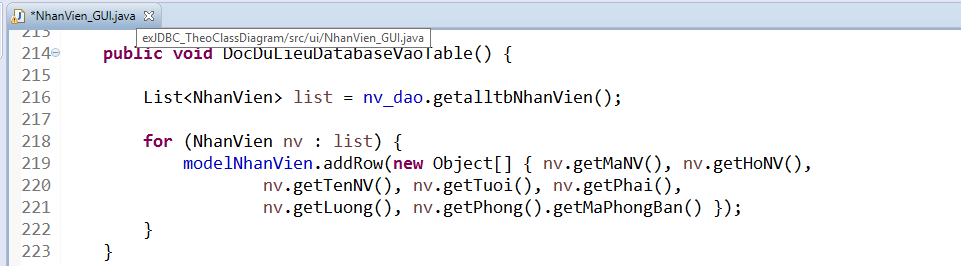 *NhanVien_GUI.java
213
exJDBC_TheoClassDiagram/src/ui/NhanVien_GUI.java
214 public void DocDuLieuDatabaseVaoTable() {
215
216 List<NhanVien> list = nv_dao.getalltbNhanVien();
217
218 for (NhanVien nv : list) {
219 modelNhanVien.addRow(new Object[] { nv.getMaNV(), nv.getHoNV(),
220 nv.getTenNV(), nv.getTuoi(), nv.getPhai(),
221 nv.getLuong(), nv.getPhong().getMaPhongBan() });
222 }
223 }